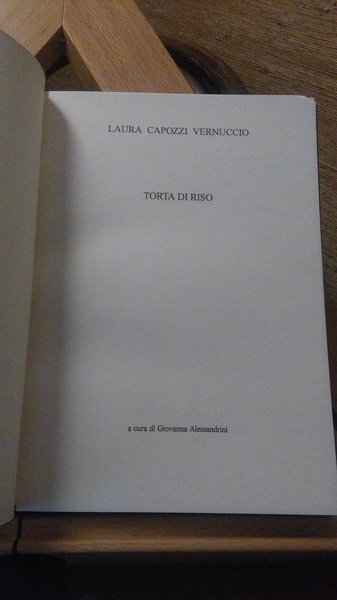 LAURA CAPOZZI VERNUCCIO
TORTA DI RISO
a cura di Giovanna Alessandrini